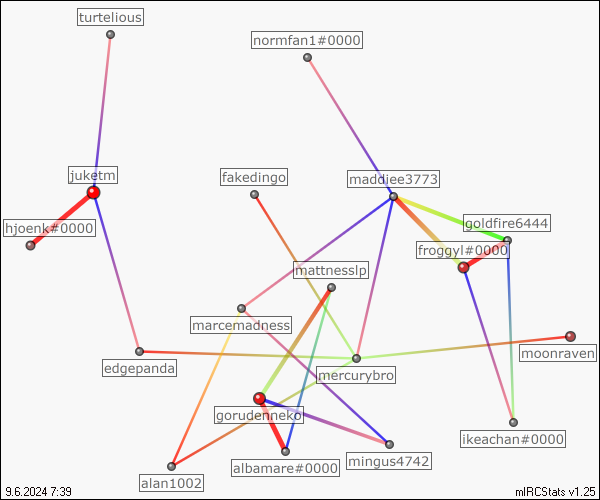 turtelious
normfan1#0000
juketm
fakedingo
maddiee3773
hjoenk#0000
goldfire6444
froggyl#0000
mattnesslp
marcemadness
moonraven
edgepanda
mercurybro
gorudenneko
ikeachan#0000
albamare#0000
mingus4742
alan1002
9.6.2024 7:39
mIRCStats v1.25